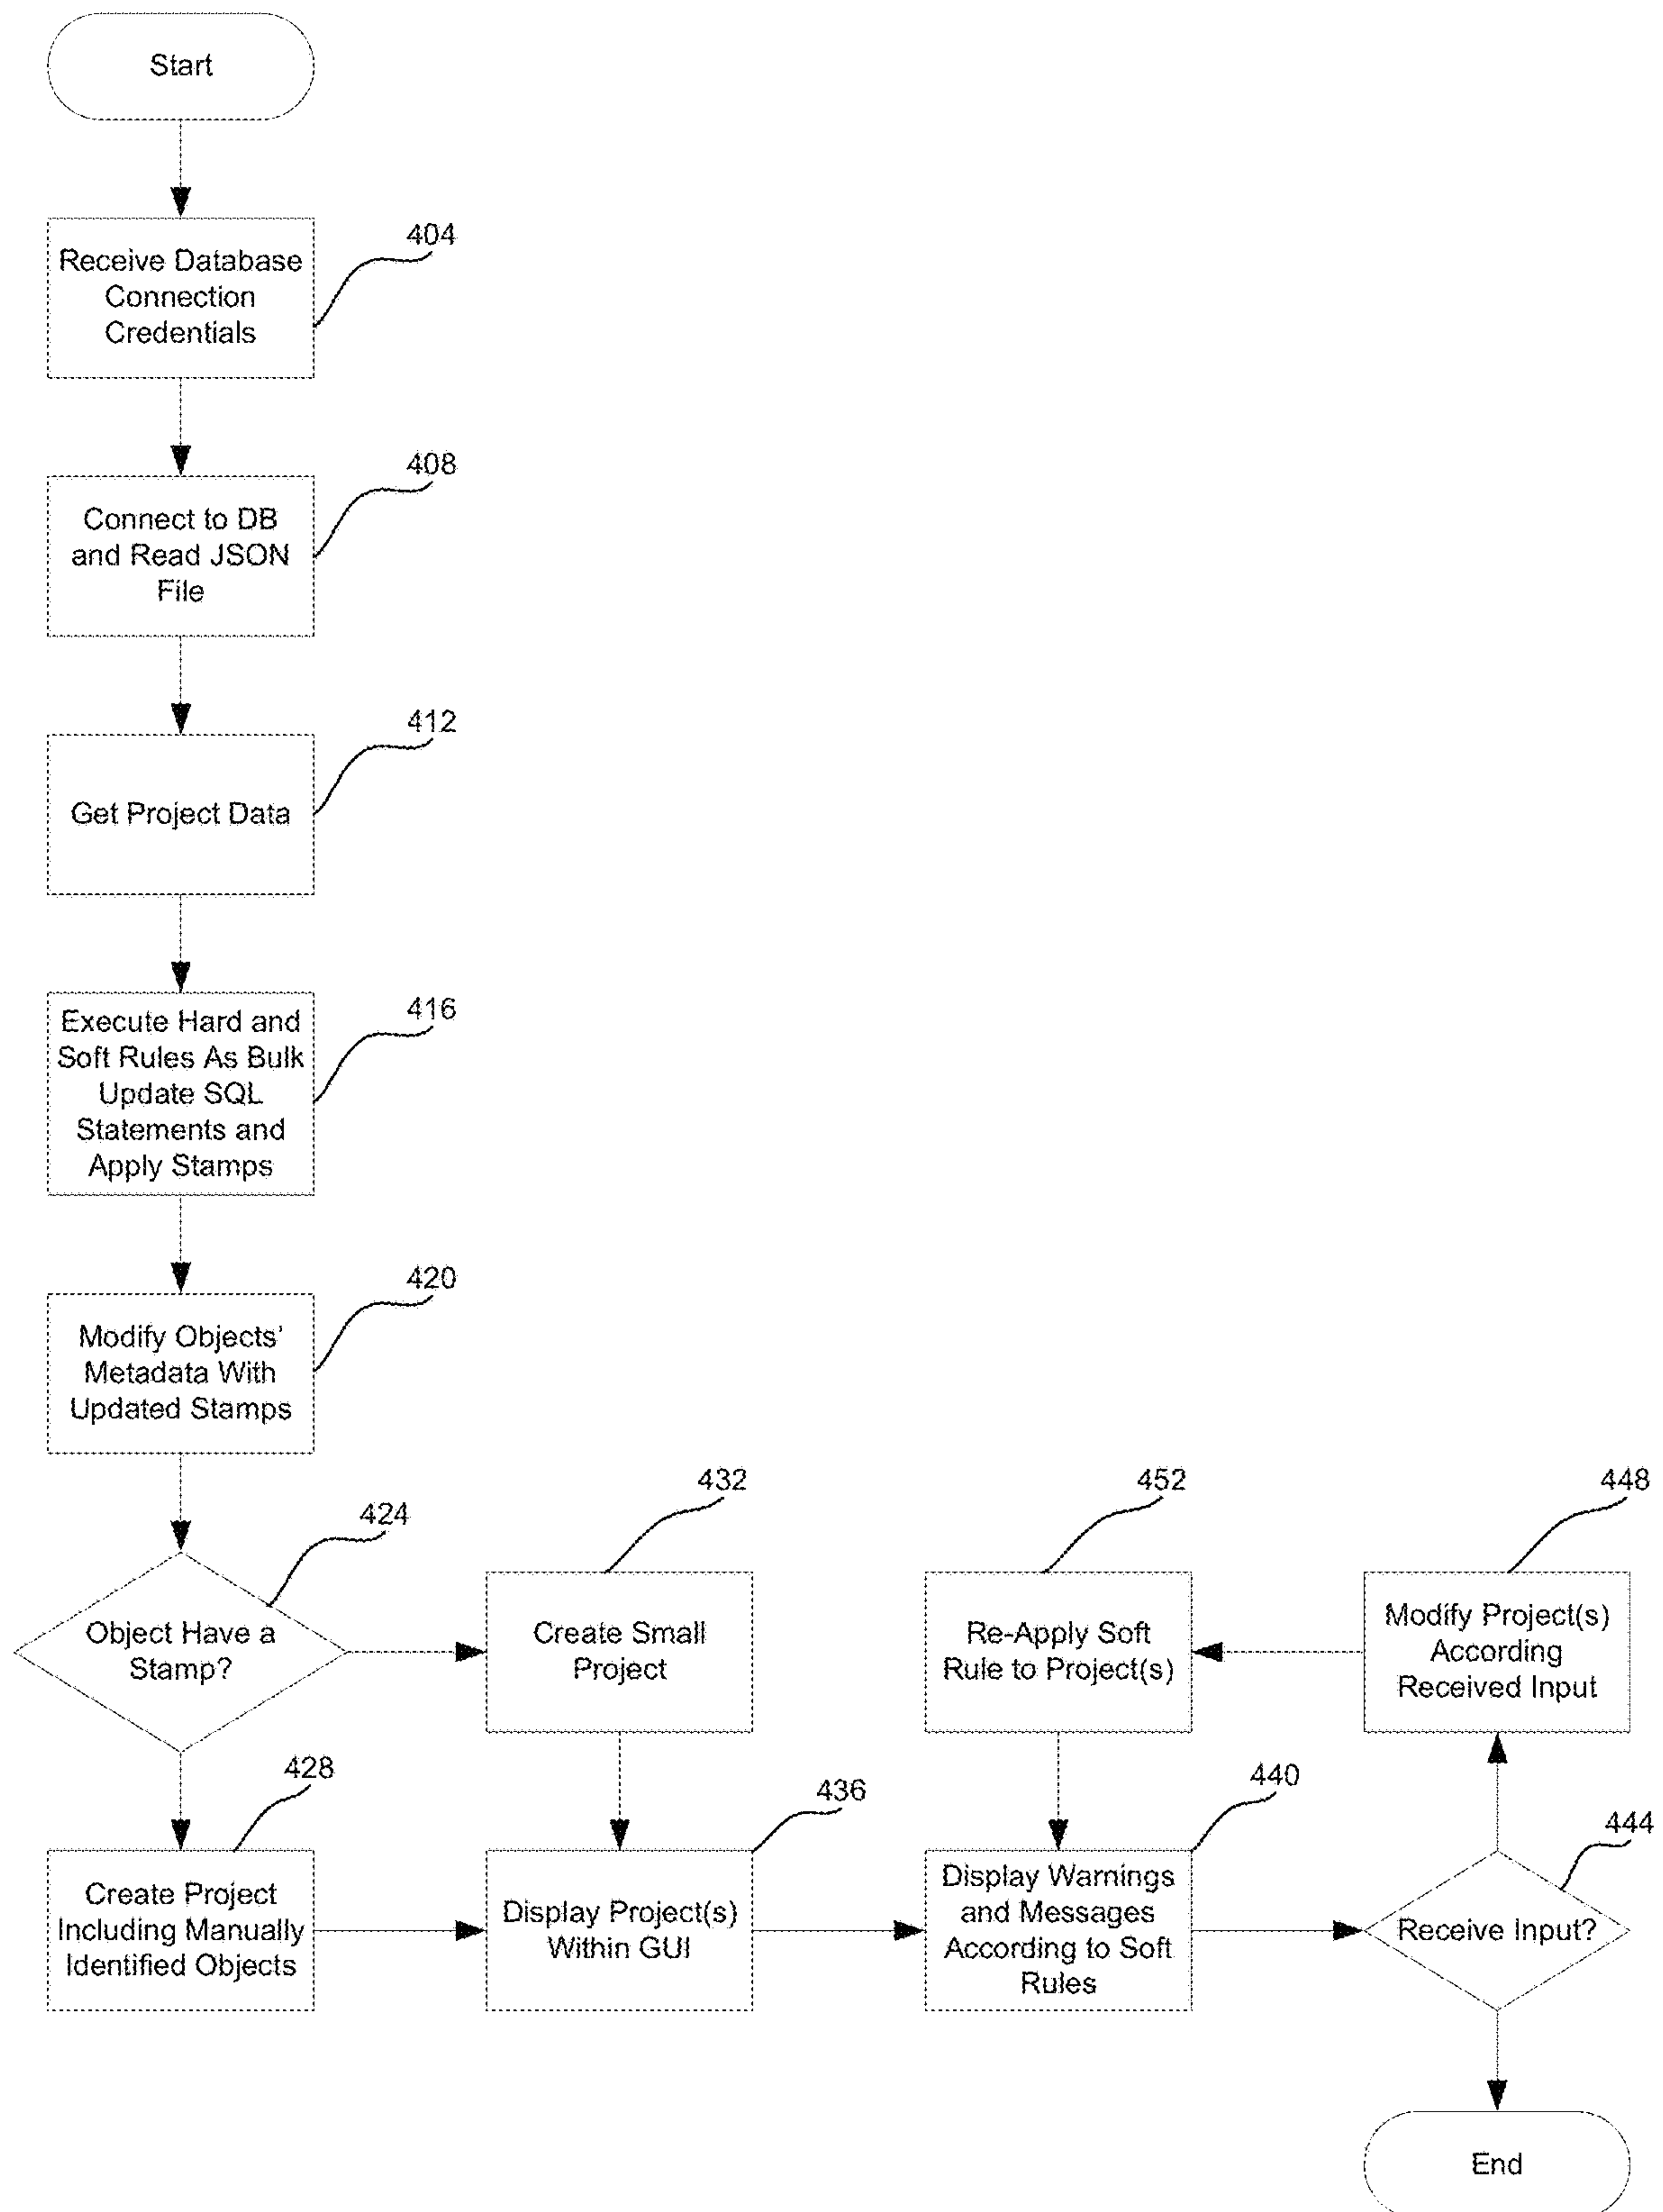 Start
404
Receive Database
Connection
Credentials
408
Connect to DB
and Read JSON
File
412
Get Project Data
416
Execute Hard and
Soft Rules As Bulk
Update SQL
Statements and
Apply Stamps
420
Modify Objects'
Metadata With
Updated Stamps
424
Object Have a
Stamp?
432
Create Small
Project
452
Re-Apply Soft
Rule to Project(s)
448
Modify Project(s)
According
Received Input
428
Create Project
Including Manually
Identified Objects
436
Display Project(s)
Within GUI
440
Display Warnings
and Messages
According to Soft
Rules
444
Receive Input?
End